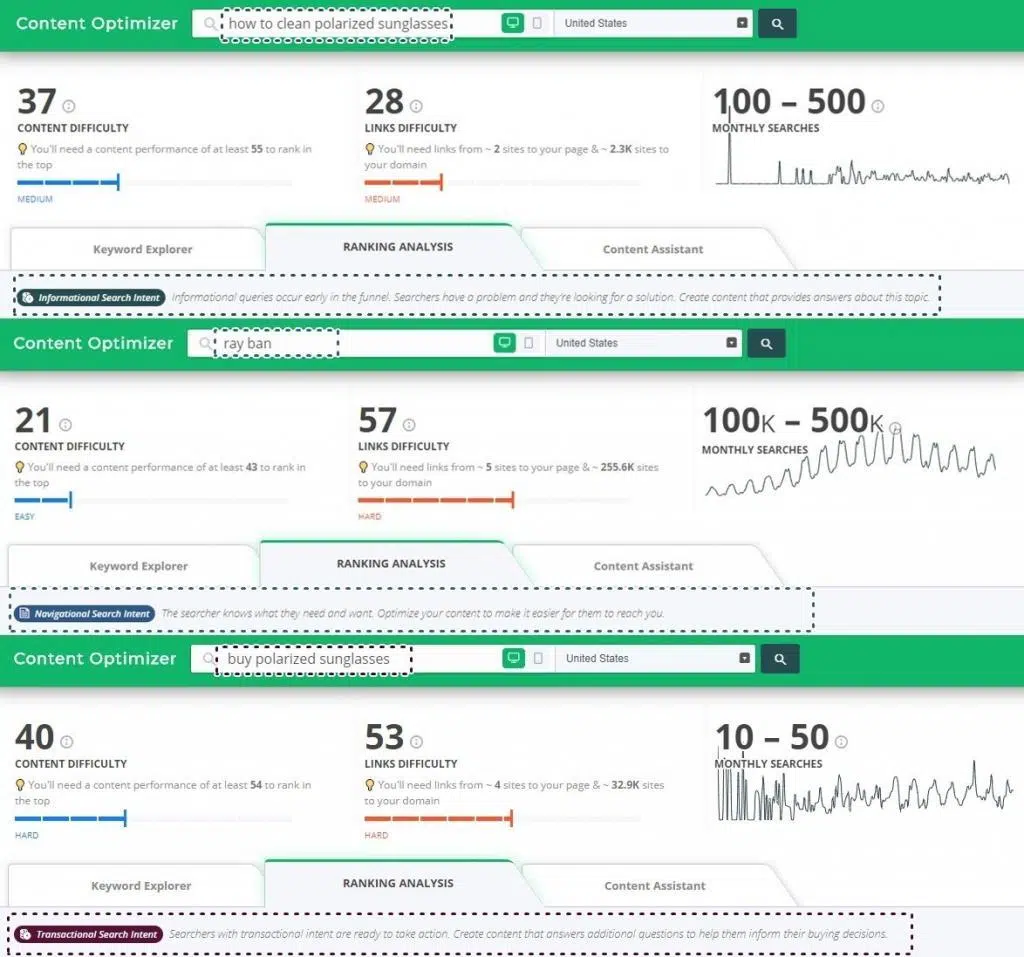 Content Optimizer how to clean polarized sunglasses United States
37 28 100 – 500
CONTENT DIFFICULTY LINKS DIFFICULTY MONTHLY SEARCHES
You'll need a content performance of at least 55 to rank in You'll need links from ~ 2 sites to your page & ~ 2.3K sites to
the top your domain
MEDIUM MEDIUM
Keyword Explorer RANKING ANALYSIS Content Assistant
Informational Search Intent Informational queries occur early in the funnel. Searchers have a problem and they're looking for a solution. Create content that provides answers about this topic.
Content Optimizer ray ban United States
21 57 100K – 500K
CONTENT DIFFICULTY LINKS DIFFICULTY MONTHLY SEARCHES
You'll need a content performance of at least 43 to rank in You'll need links from ~ 5 sites to your page & ~ 255.6K sites
the top to your domain
EASY HARD
Keyword Explorer RANKING ANALYSIS Content Assistant
Navigational Search Intent The searcher knows what they need and want. Optimize your content to make it easier for them to reach you.
Content Optimizer buy polarized sunglasses United States
40 53 10 – 50
CONTENT DIFFICULTY LINKS DIFFICULTY MONTHLY SEARCHES
You'll need a content performance of at least 54 to rank in You'll need links from ~ 4 sites to your page & ~ 32.9K sites
the top to your domain
HARD HARD
Keyword Explorer RANKING ANALYSIS Content Assistant
Transactional Search Intent Searchers with transactional intent are ready to take action. Create content that answers additional questions to help them inform their buying decisions.